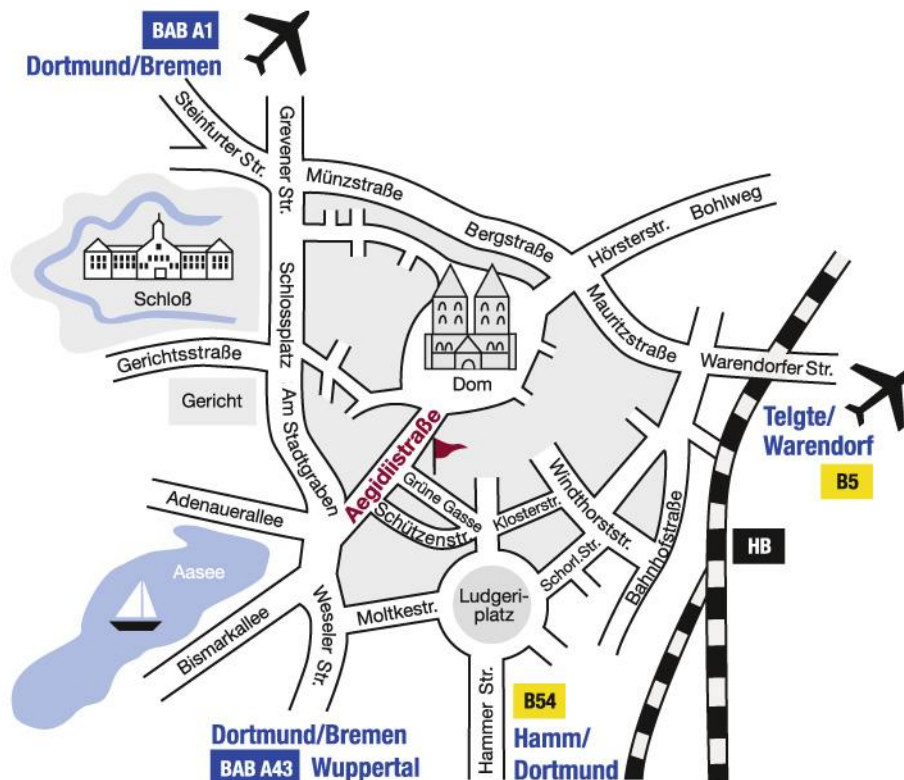 BAB A1
Dortmund/Bremen
Steinfurter Str.
Grevener Str.
Münzstraße
Bergstraße
Hörsterstr.
Bohlweg
Schloß
Schlossplatz
Mauritzstraße
Gerichtsstraße
Dom
Warendorfer Str.
Gericht
Am Stadtgraben
Aegidiistraße
Telgte/
Warendorf
B5
Grüne Gasse
Schützenstr.
Klosterstr.
Windthorststr.
Adenauerallee
Bahnhofstraße
HB
Aasee
Schorl.Str.
Ludgeri-
platz
Moltkestr.
Bismarkallee
Weseler Str.
Hammer Str.
B54
Hamm/
Dortmund
Dortmund/Bremen
BAB A43 Wuppertal